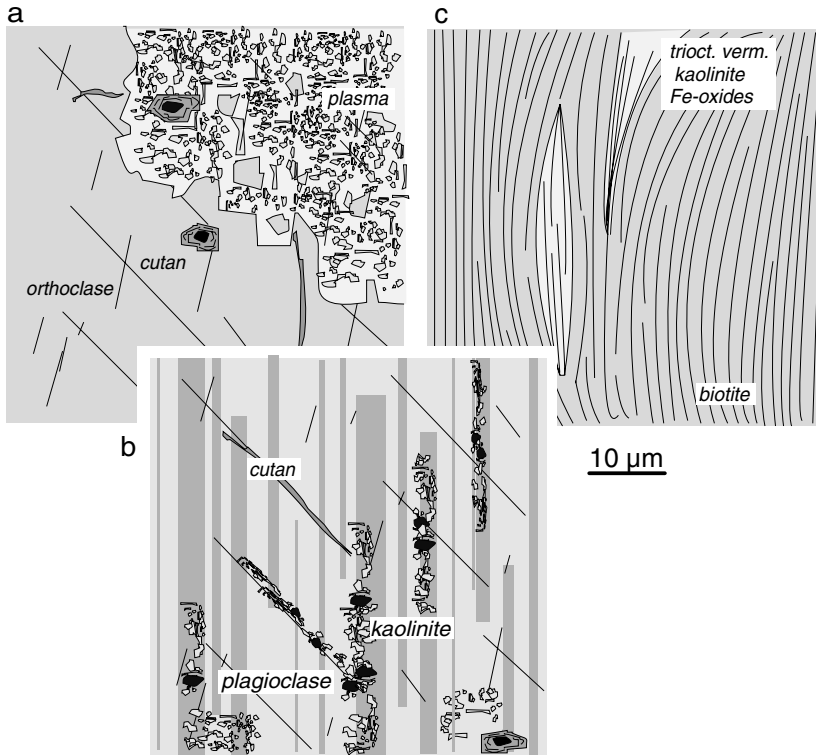 a
plasma
cutan
orthoclase
c
trioct. verm.
kaolinite
Fe-oxides
biotite
10 µm
b
cutan
kaolinite
plagioclase